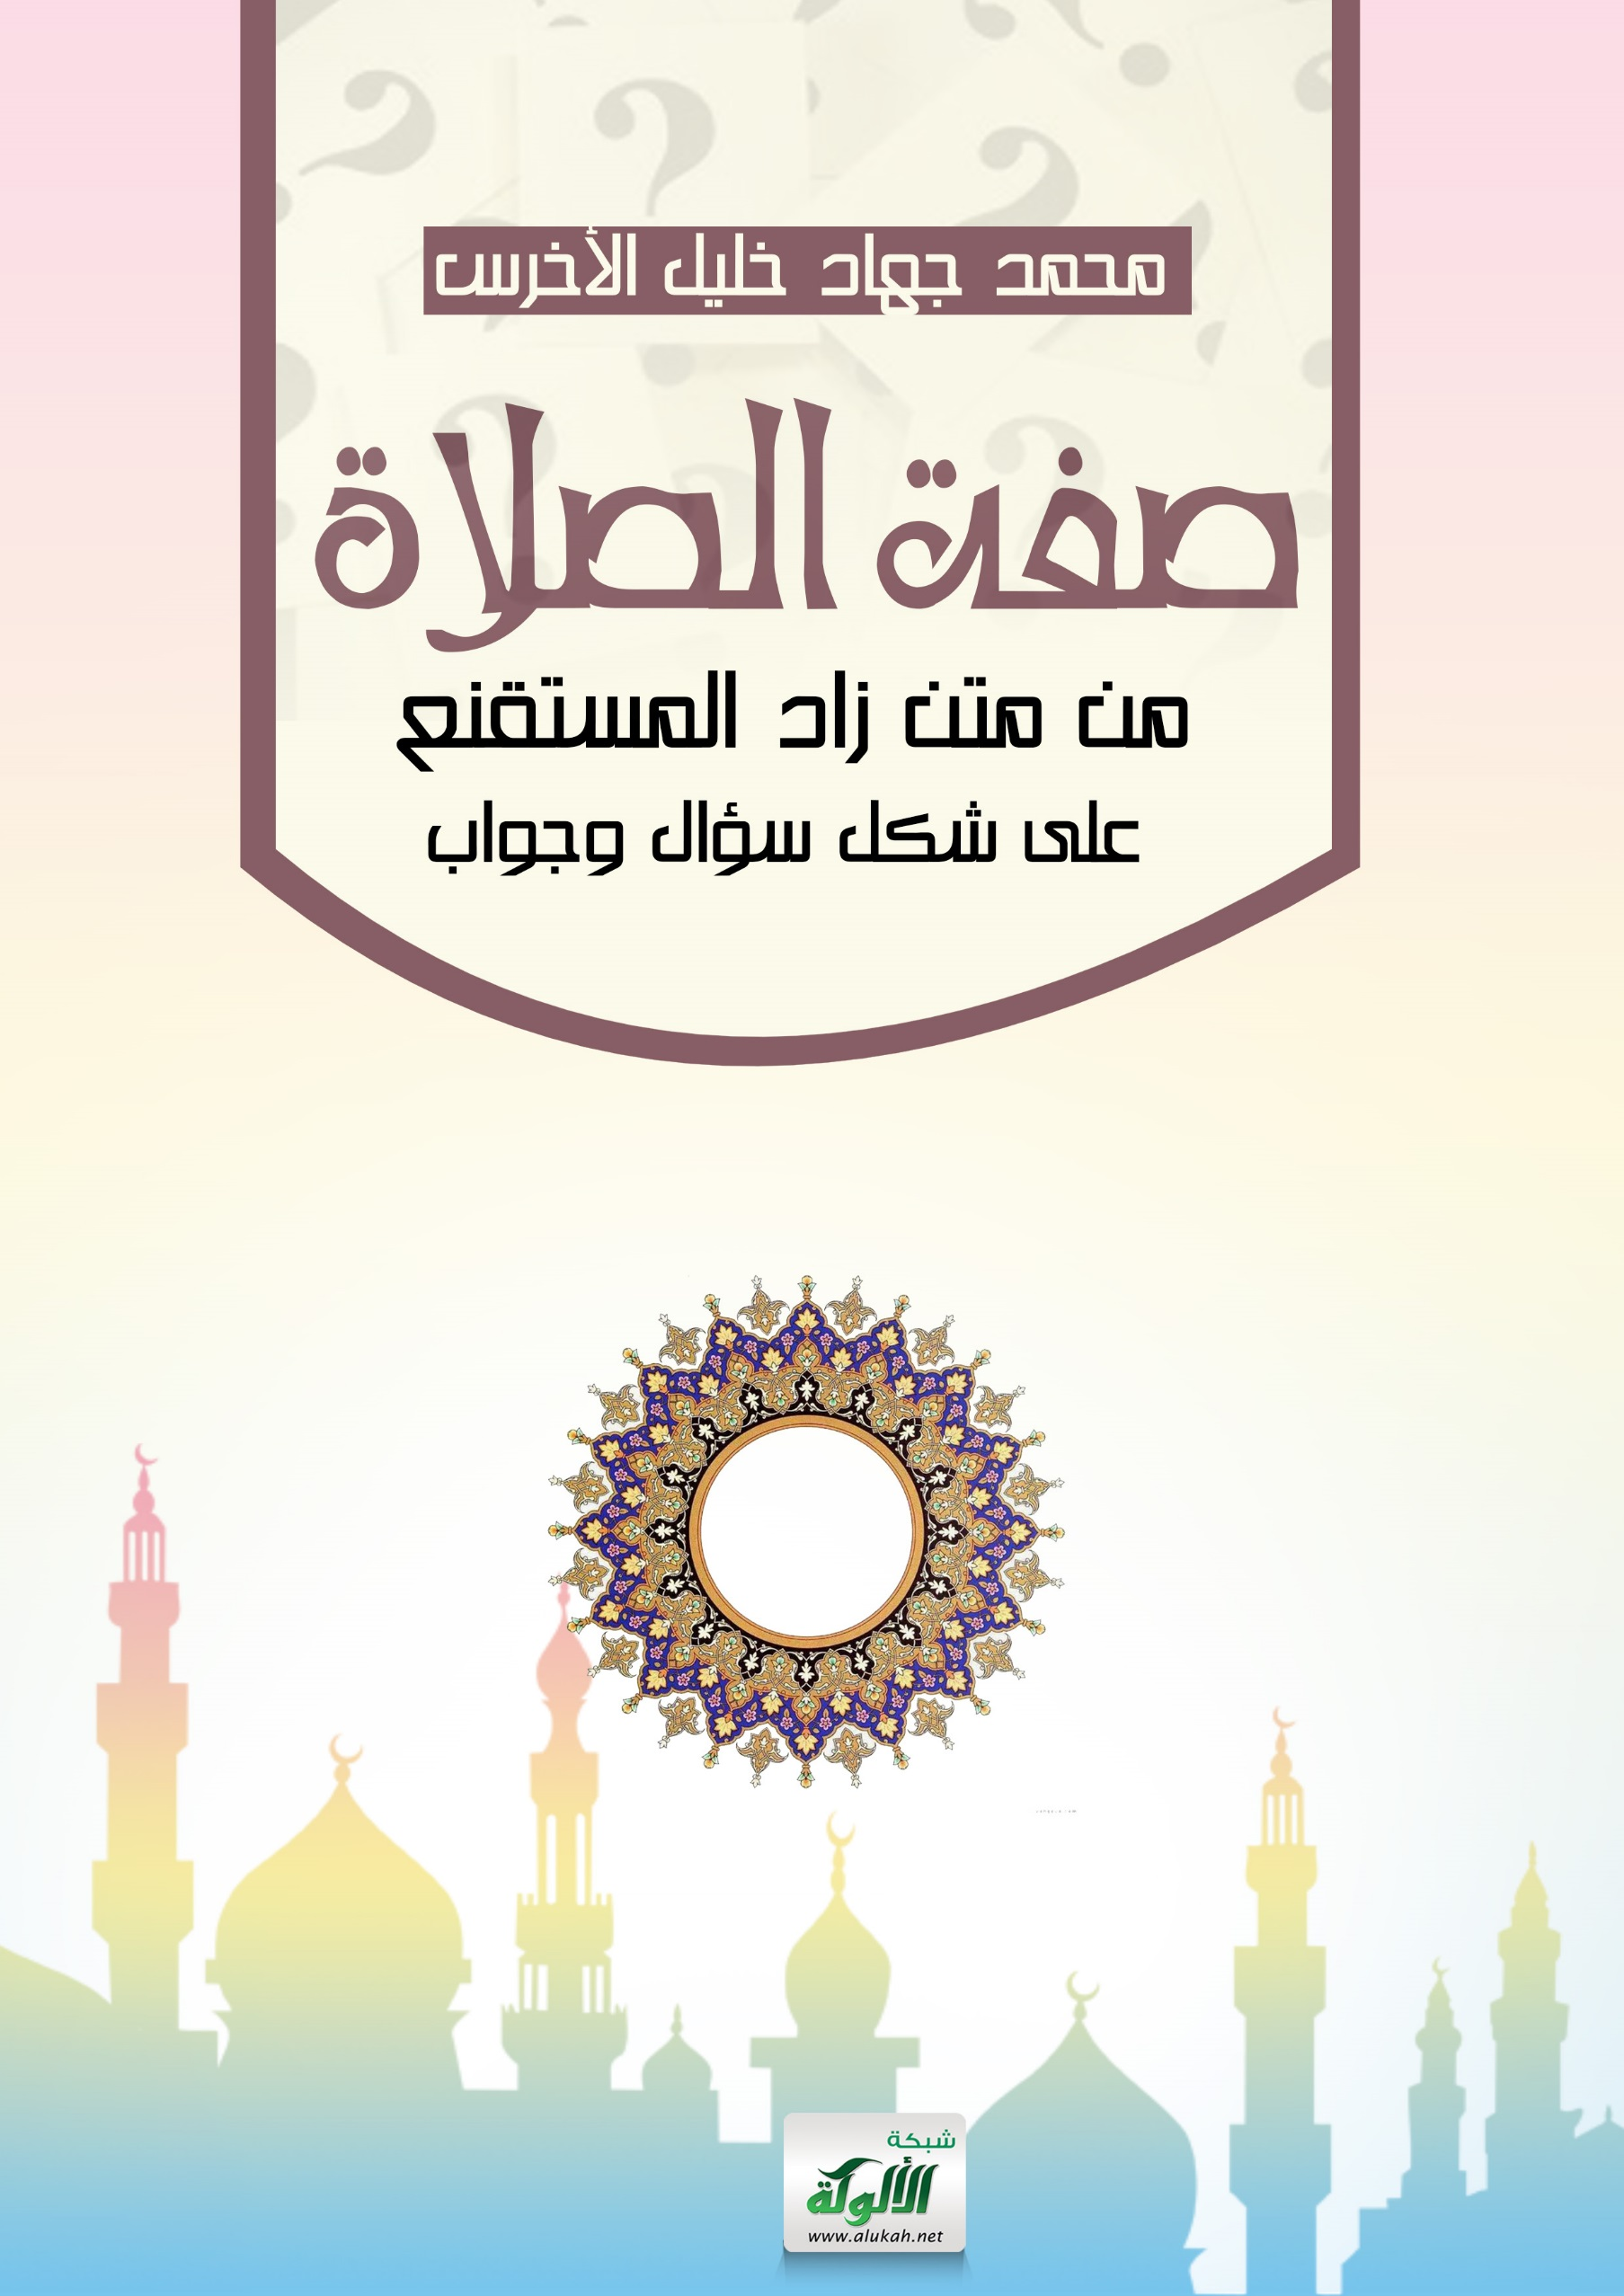 محمد جهاد خليل الأخرس
صفة الصلاة
من متن زاد المستقنع
على شكل سؤال وجواب
شبكة
الألوكة
www.alukah.net